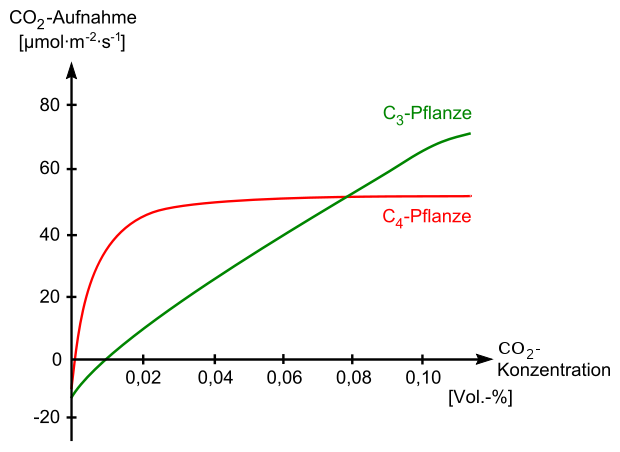 CO₂-Aufnahme
[µmol·m⁻²·s⁻¹]
80
60
40
20
0
-20
C₃-Pflanze
C₄-Pflanze
0,02 0,04 0,06 0,08 0,10
CO₂-
Konzentration
[Vol.-%]